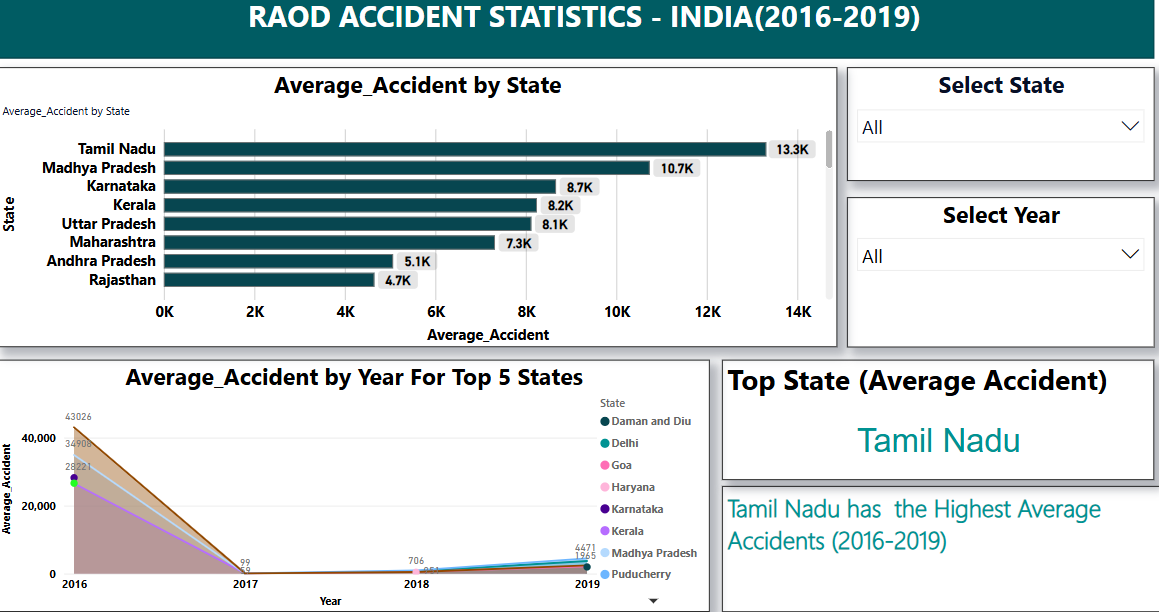 RAOD ACCIDENT STATISTICS - INDIA(2016-2019)
Average_Accident by State
Average_Accident by State
State
Tamil Nadu 13.3K
Madhya Pradesh 10.7K
Karnataka 8.7K
Kerala 8.2K
Uttar Pradesh 8.1K
Maharashtra 7.3K
Andhra Pradesh 5.1K
Rajasthan 4.7K
0K 2K 4K 6K 8K 10K 12K 14K
Average_Accident
Select State
All
Select Year
All
Average_Accident by Year For Top 5 States
Average_Accident
40,000
20,000
0
43026
34908
28221
99
706
4471
1965
2016 2017 2018 2019
Year
State
Daman and Diu
Delhi
Goa
Haryana
Karnataka
Kerala
Madhya Pradesh
Puducherry
Top State (Average Accident)
Tamil Nadu
Tamil Nadu has the Highest Average
Accidents (2016-2019)